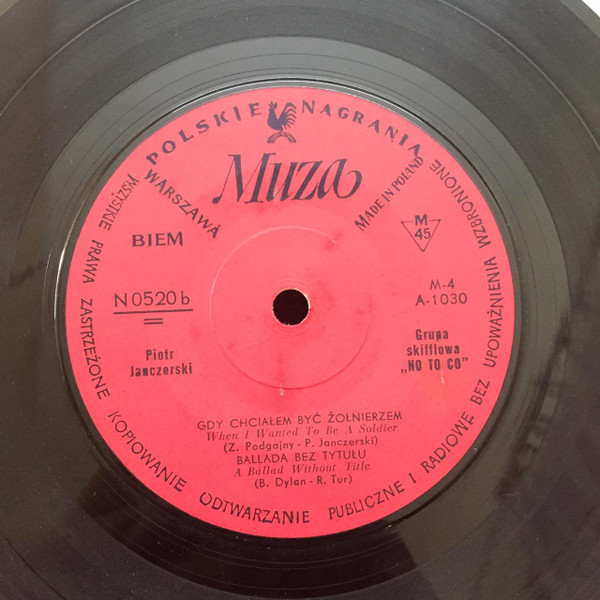 POLSKIE NAGRANIA
WARSZAWA
Muza
MADE IN POLAND
BIEM
M
45
N0520b
M-4
A-1030
Piotr
Janczerski
Grupa
skifflowa
„NO TO CO"
GDY CHCIAŁEM BYĆ ŻOŁNIERZEM
When I Wanted To Be A Soldier
(Z. Podgajny - P. Janczerski)
BALLADA BEZ TYTUŁU
A Ballad Without Title
(B. Dylan - R. Tur)
WSZYSTKIE PRAWA ZASTRZEŻONE KOPIOWANIE ODTWARZANIE PUBLICZNE I RADIOWE BEZ UPOWAŻNIENIA WZBRONIONE